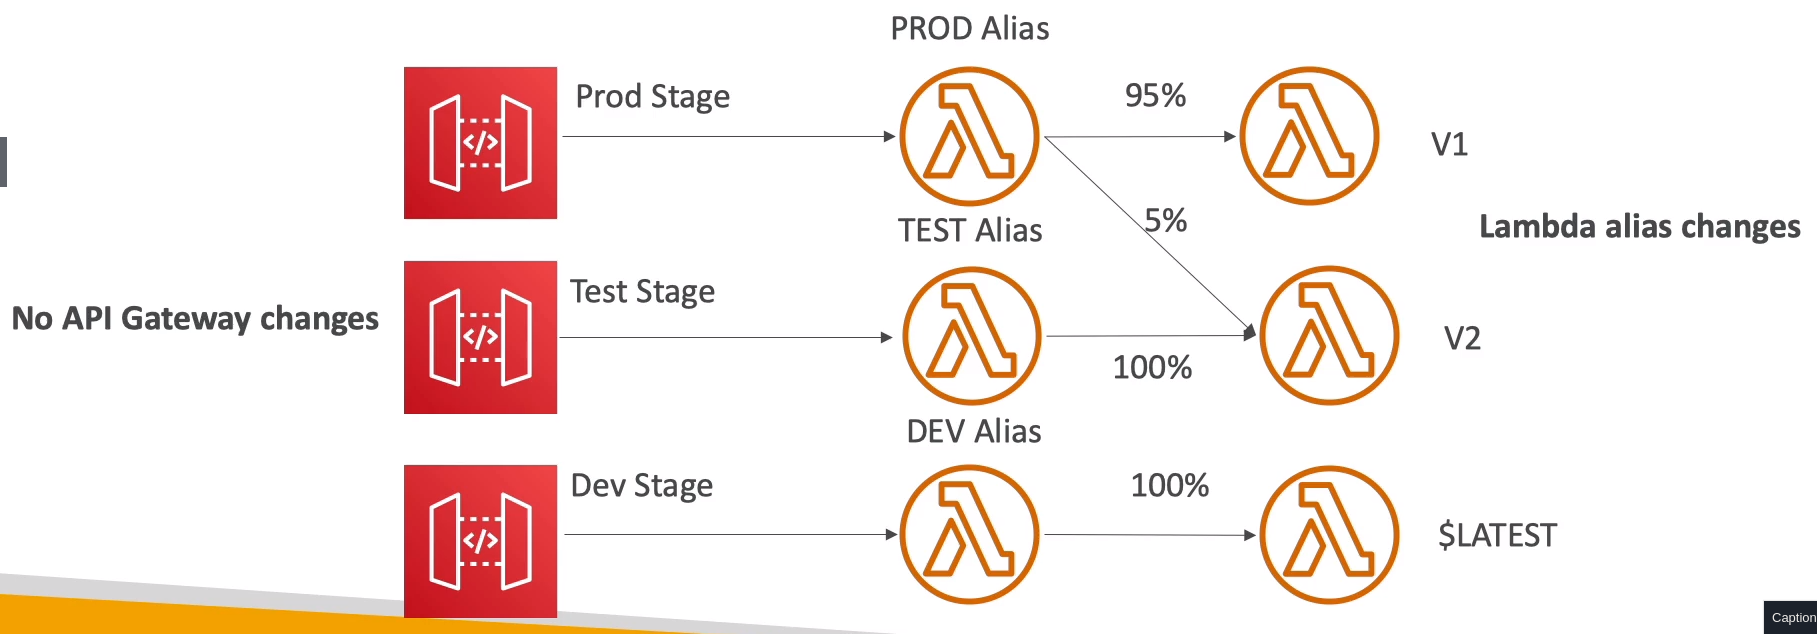 PROD Alias
Prod Stage
95%
V1
5%
TEST Alias
Lambda alias changes
Test Stage
No API Gateway changes
</>
</>
</>
V2
100%
DEV Alias
Dev Stage
100%
$LATEST
Caption